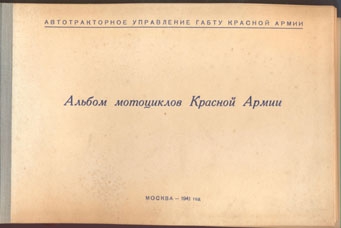 АВТОТРАКТОРНОЕ УПРАВЛЕНИЕ ГАБТУ КРАСНОЙ АРМИИ
Альбом мотоциклов Красной Армии
МОСКВА – 1941 год